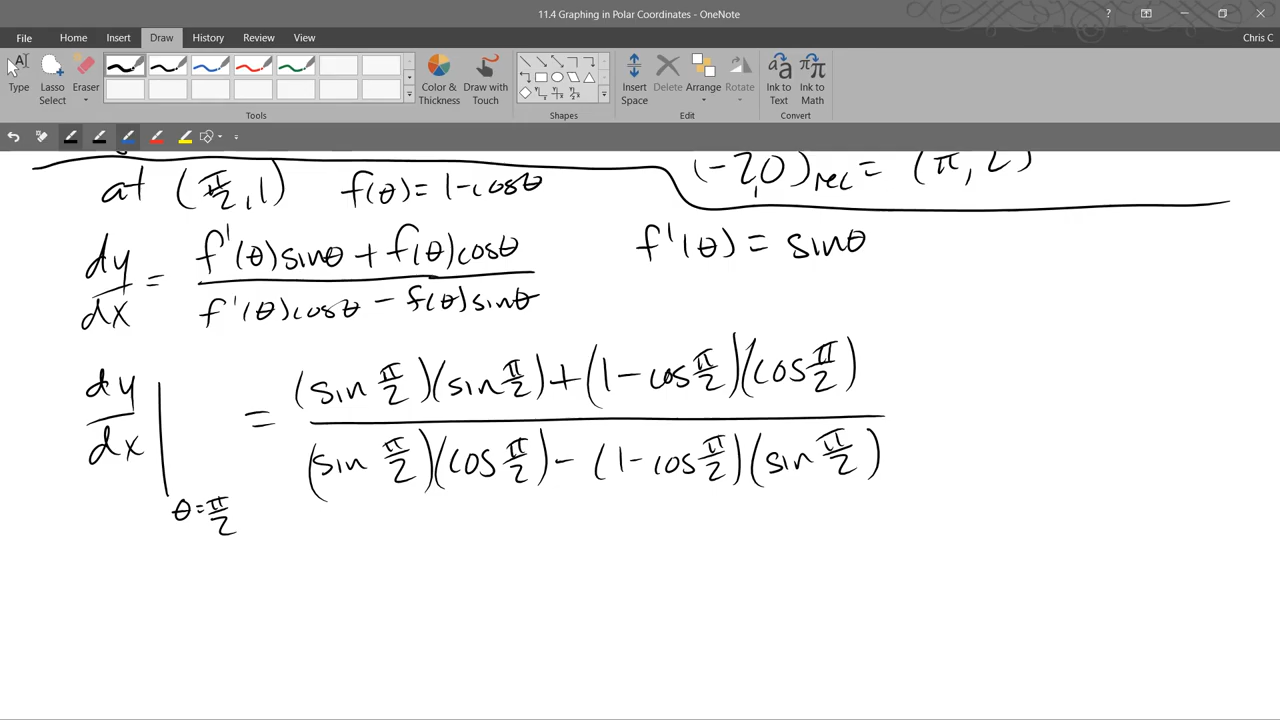 11.4 Graphing in Polar Coordinates - OneNote
File Home Insert Draw History Review View
Chris C
Type Lasso Select Eraser Color & Thickness Draw with Touch Insert Space Delete Arrange Rotate Ink to Text Ink to Math
Tools Shapes Edit Convert
(-2,0)rec = (π, 2)
at (π/2, 1) f(θ) = 1-cosθ
dy/dx = (f'(θ)sinθ + f(θ)cosθ)/(f'(θ)cosθ - f(θ)sinθ) f'(θ) = sinθ
dy/dx |θ=π/2 = ((sin π/2)(sin π/2) + (1-cos π/2)(cos π/2))/((sin π/2)(cos π/2) - (1-cos π/2)(sin π/2))